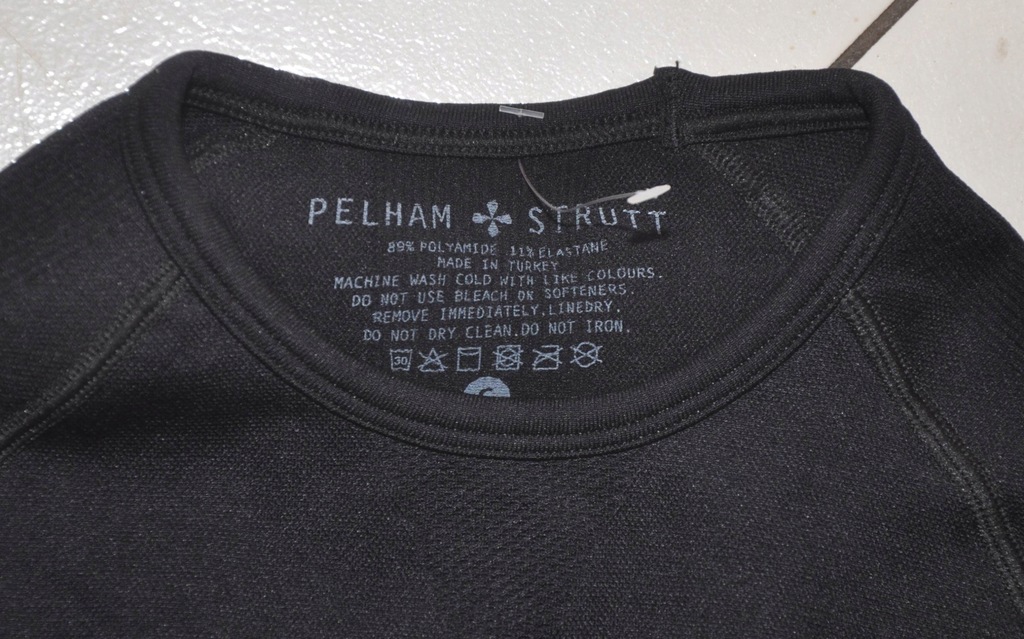 PELHAM STRUTT
89% POLYAMIDE 11% ELASTANE
MADE IN TURKEY
MACHINE WASH COLD WITH LIKE COLOURS.
DO NOT USE BLEACH OR SOFTENERS.
REMOVE IMMEDIATELY.LINEDRY.
DO NOT DRY CLEAN.DO NOT IRON.
30